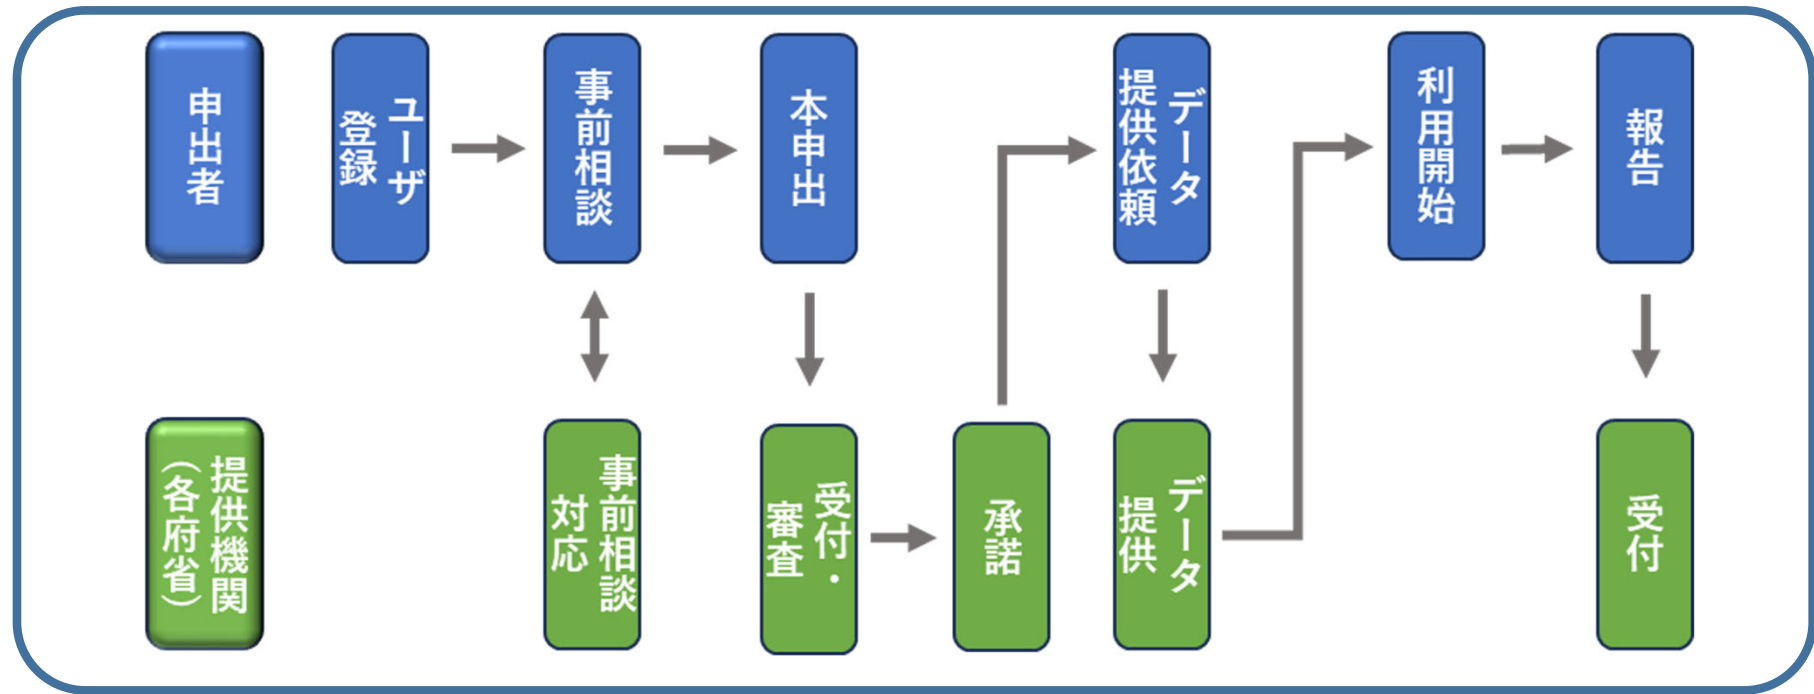 申出者
ユーザ
登録
事前相談
本申出
データ
提供依頼
利用開始
報告
提供機関
（各府省）
事前相談
対応
受付・
審査
承諾
データ
提供
受付